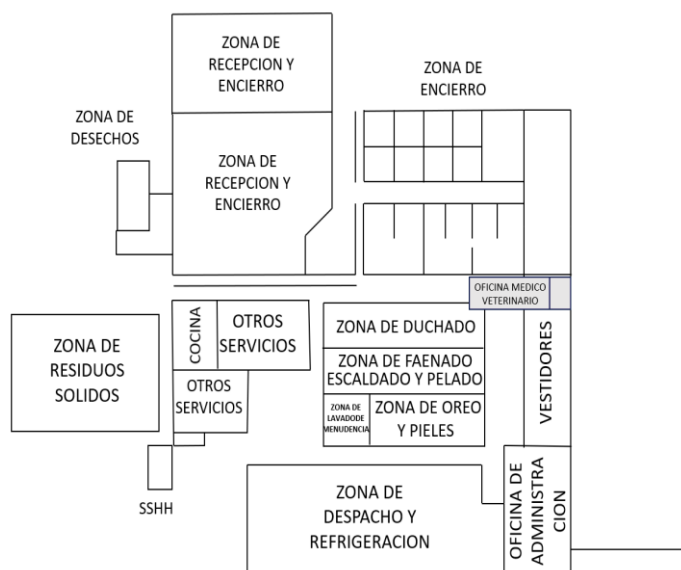 ZONA DE
RECEPCION Y
ENCIERRO
ZONA DE
ENCIERRO
ZONA DE
DESECHOS
ZONA DE
RECEPCION Y
ENCIERRO
OFICINA MEDICO
VETERINARIO
COCINA
OTROS
SERVICIOS
ZONA DE DUCHADO
VESTIDORES
ZONA DE
RESIDUOS
SOLIDOS
ZONA DE FAENADO
ESCALDADO Y PELADO
OTROS
SERVICIOS
ZONA DE
LAVADODE
MENUDENCIA
ZONA DE OREO
Y PIELES
SSHH
ZONA DE
DESPACHO Y
REFRIGERACION
OFICINA DE
ADMINISTRA
CION